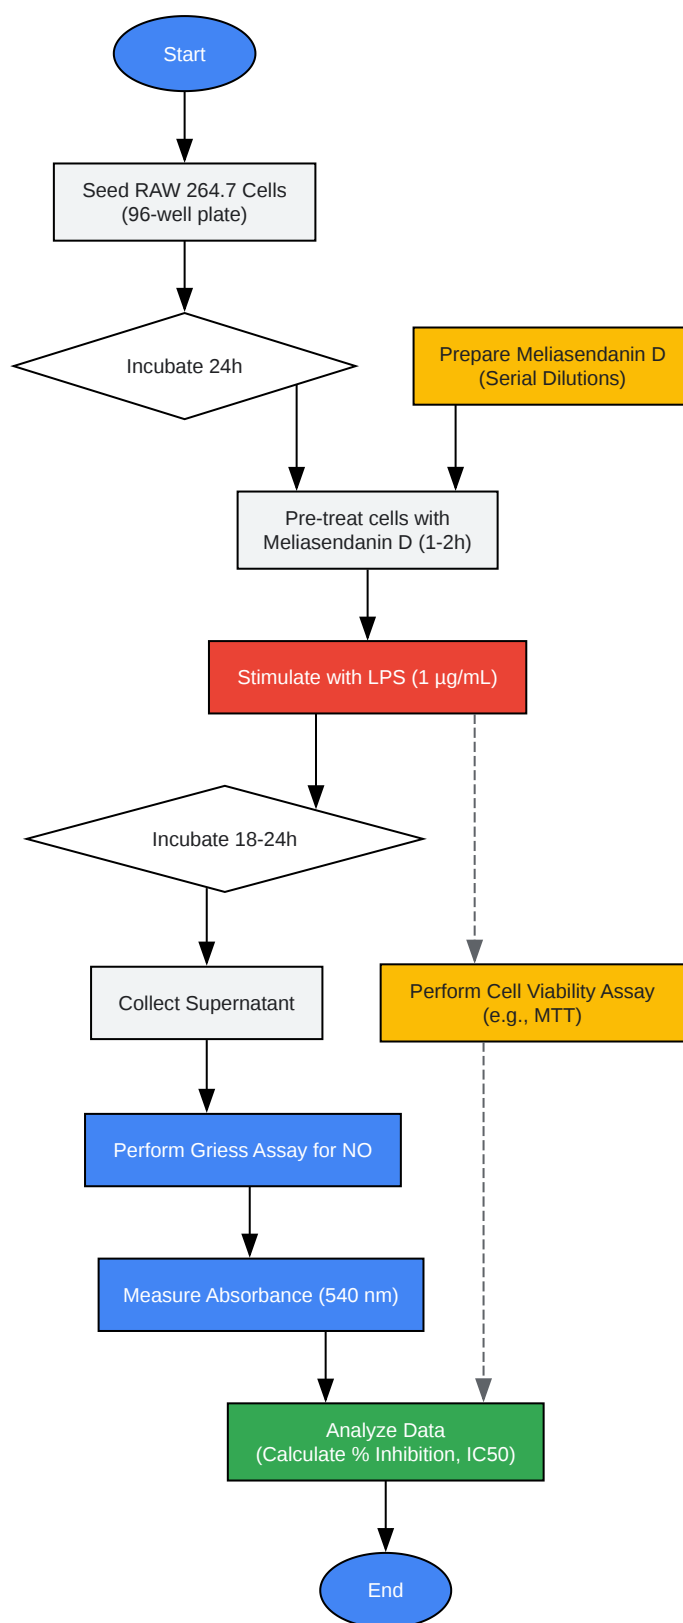 Start
Seed RAW 264.7 Cells
(96-well plate)
Incubate 24h
Prepare Meliasendanin D
(Serial Dilutions)
Pre-treat cells with
Meliasendanin D (1-2h)
Stimulate with LPS (1 µg/mL)
Incubate 18-24h
Collect Supernatant
Perform Cell Viability Assay
(e.g., MTT)
Perform Griess Assay for NO
Measure Absorbance (540 nm)
Analyze Data
(Calculate % Inhibition, IC50)
End